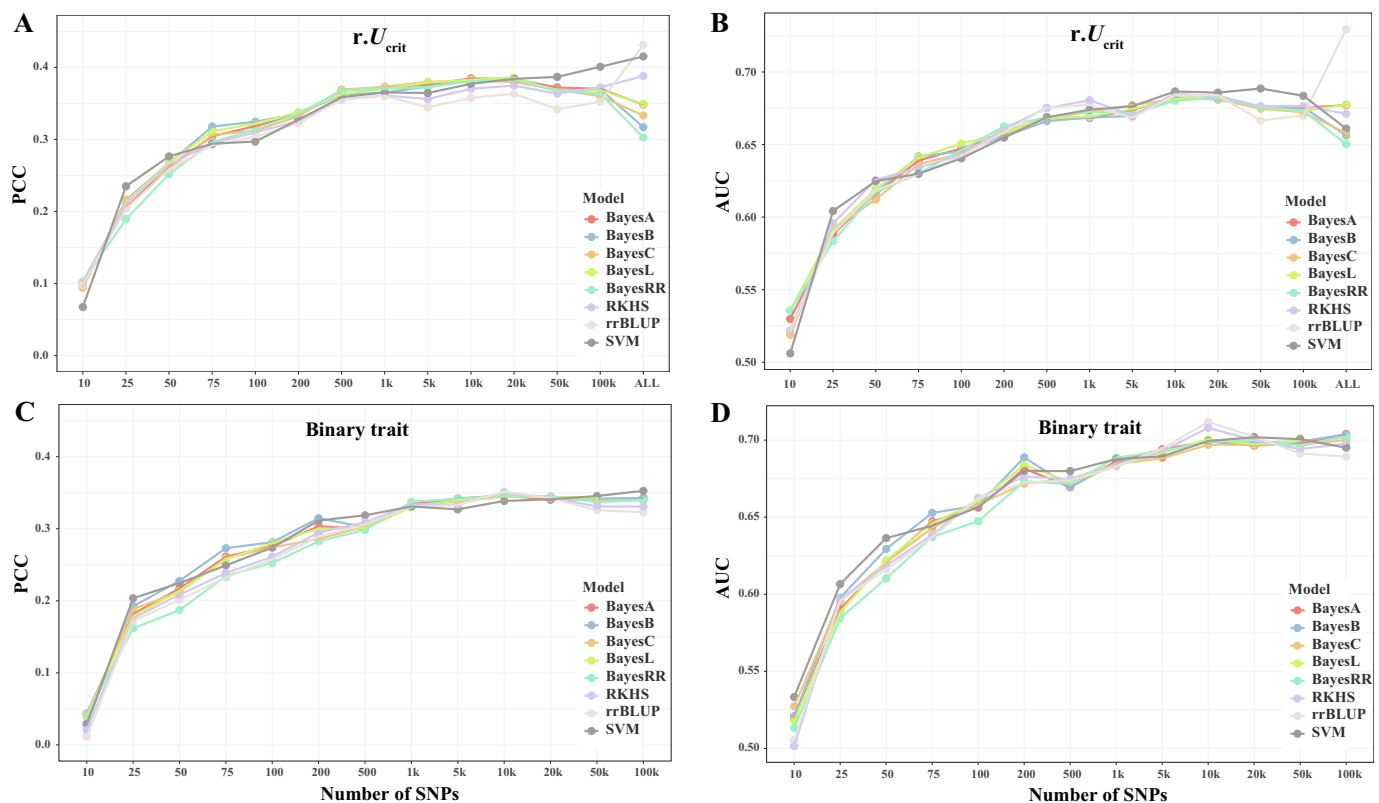 A
r.Ucrit
PCC
0.4
0.3
0.2
0.1
0.0
Model
BayesA
BayesB
BayesC
BayesL
BayesRR
RKHS
rrBLUP
SVM
10 25 50 75 100 200 500 1k 5k 10k 20k 50k 100k ALL
B
r.Ucrit
AUC
0.70
0.65
0.60
0.55
0.50
Model
BayesA
BayesB
BayesC
BayesL
BayesRR
RKHS
rrBLUP
SVM
10 25 50 75 100 200 500 1k 5k 10k 20k 50k 100k ALL
C
Binary trait
PCC
0.4
0.3
0.2
0.1
0.0
Model
BayesA
BayesB
BayesC
BayesL
BayesRR
RKHS
rrBLUP
SVM
10 25 50 75 100 200 500 1k 5k 10k 20k 50k 100k
Number of SNPs
D
Binary trait
AUC
0.70
0.65
0.60
0.55
0.50
Model
BayesA
BayesB
BayesC
BayesL
BayesRR
RKHS
rrBLUP
SVM
10 25 50 75 100 200 500 1k 5k 10k 20k 50k 100k
Number of SNPs